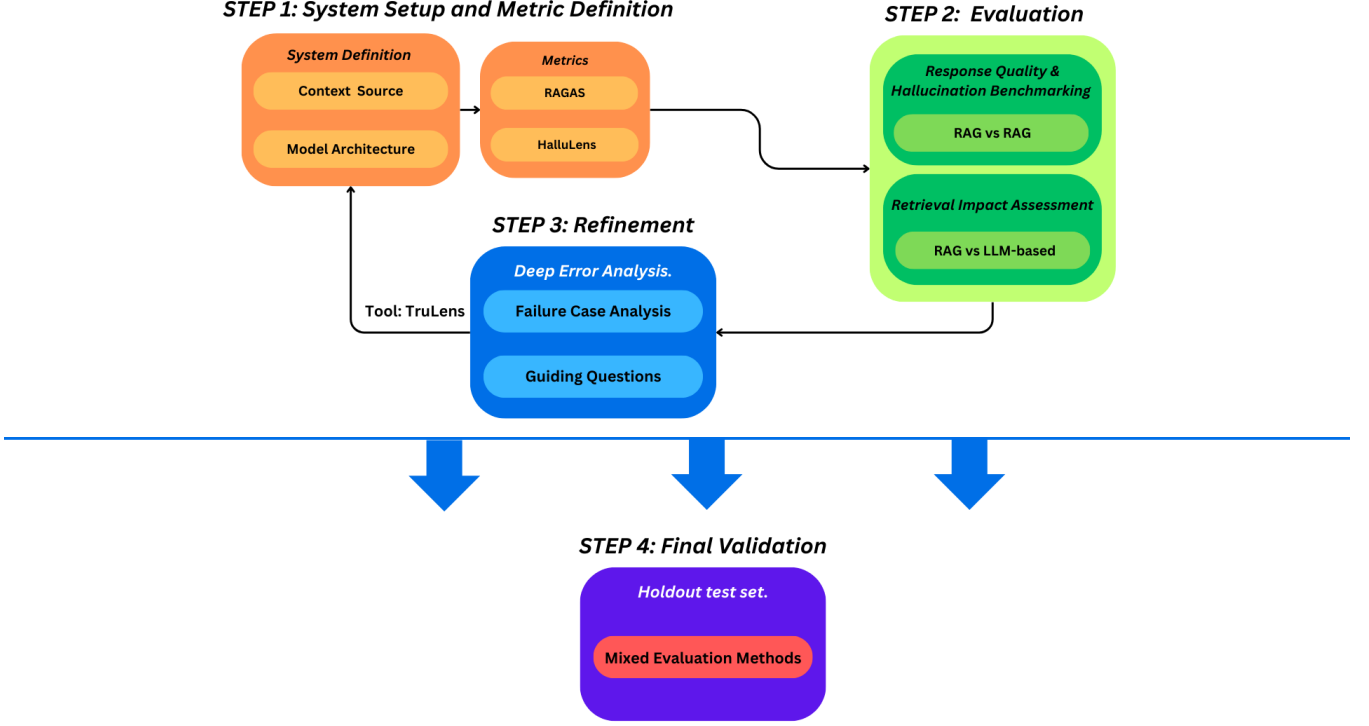 STEP 1: System Setup and Metric Definition
System Definition
Context Source
Model Architecture
Metrics
RAGAS
HalluLens
STEP 2: Evaluation
Response Quality &
Hallucination Benchmarking
RAG vs RAG
Retrieval Impact Assessment
RAG vs LLM-based
STEP 3: Refinement
Deep Error Analysis.
Failure Case Analysis
Guiding Questions
Tool: TruLens
STEP 4: Final Validation
Holdout test set.
Mixed Evaluation Methods